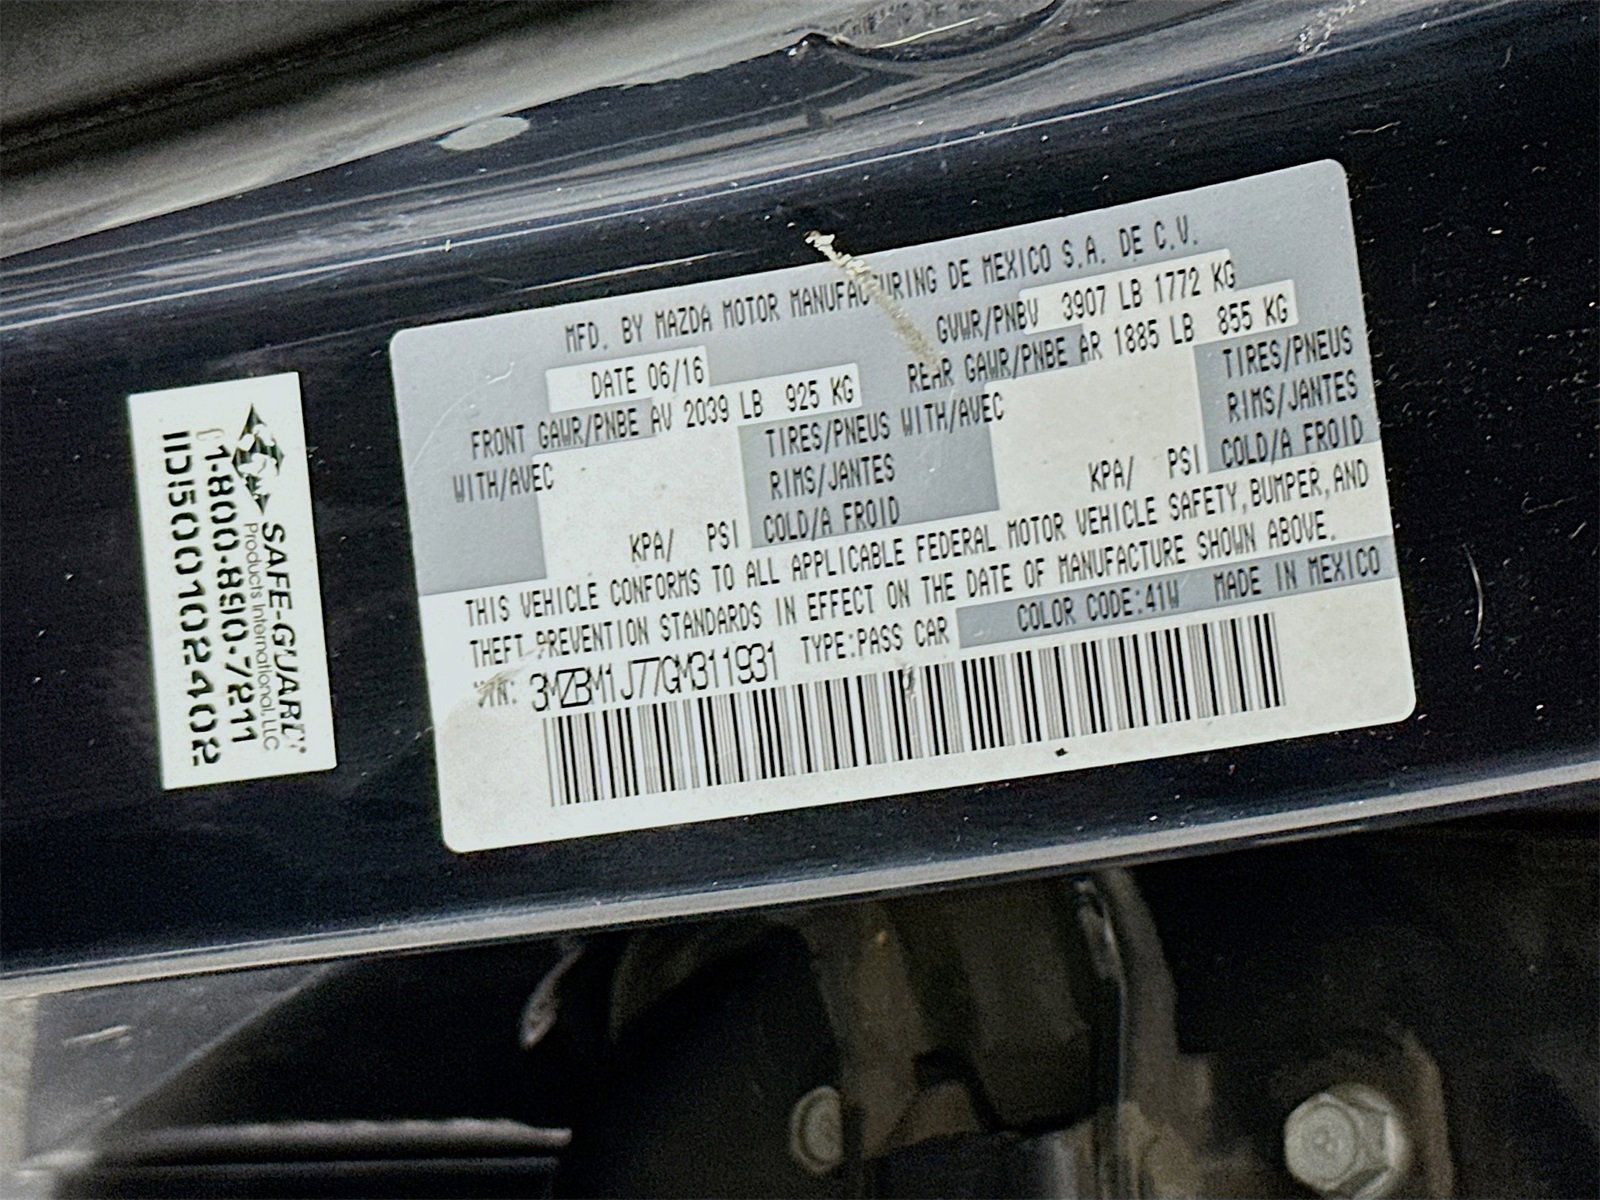 MFD. BY MAZDA MOTOR MANUFACTURING DE MEXICO S.A. DE C.V.
DATE 06/16 GVWR/PNBV 3907 LB 1772 KG
FRONT GAWR/PNBE AV 2039 LB 925 KG REAR GAWR/PNBE AR 1885 LB 855 KG
WITH/AVEC TIRES/PNEUS WITH/AVEC TIRES/PNEUS
RIMS/JANTES RIMS/JANTES
KPA/ PSI COLD/A FROID KPA/ PSI COLD/A FROID
THIS VEHICLE CONFORMS TO ALL APPLICABLE FEDERAL MOTOR VEHICLE SAFETY,BUMPER,AND
THEFT PREVENTION STANDARDS IN EFFECT ON THE DATE OF MANUFACTURE SHOWN ABOVE.
VIN: 3MZBM1J77GM311931 TYPE:PASS CAR COLOR CODE:41W MADE IN MEXICO
SAFE-GUARD®
Products International, LLC
1-800-890-7211
ID:5001082402